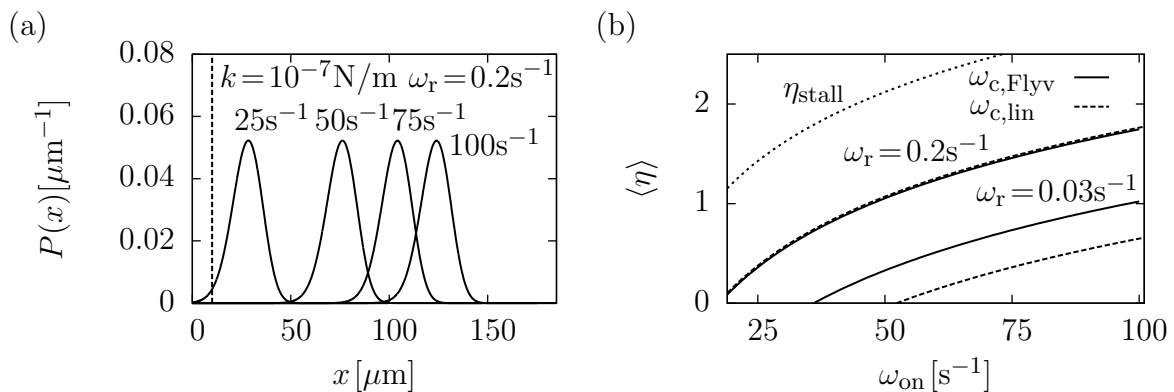 (a)
0.08
0.06
0.04
0.02
0
P(x)[μm⁻¹]
k=10⁻⁷N/m ω_r=0.2s⁻¹
25s⁻¹ 50s⁻¹ 75s⁻¹
100s⁻¹
0 50 100 150
x [μm]
(b)
2
1
0
⟨η⟩
η_stall
ω_c,Flyv
ω_c,lin
ω_r=0.2s⁻¹
ω_r=0.03s⁻¹
25 50 75 100
ω_on [s⁻¹]